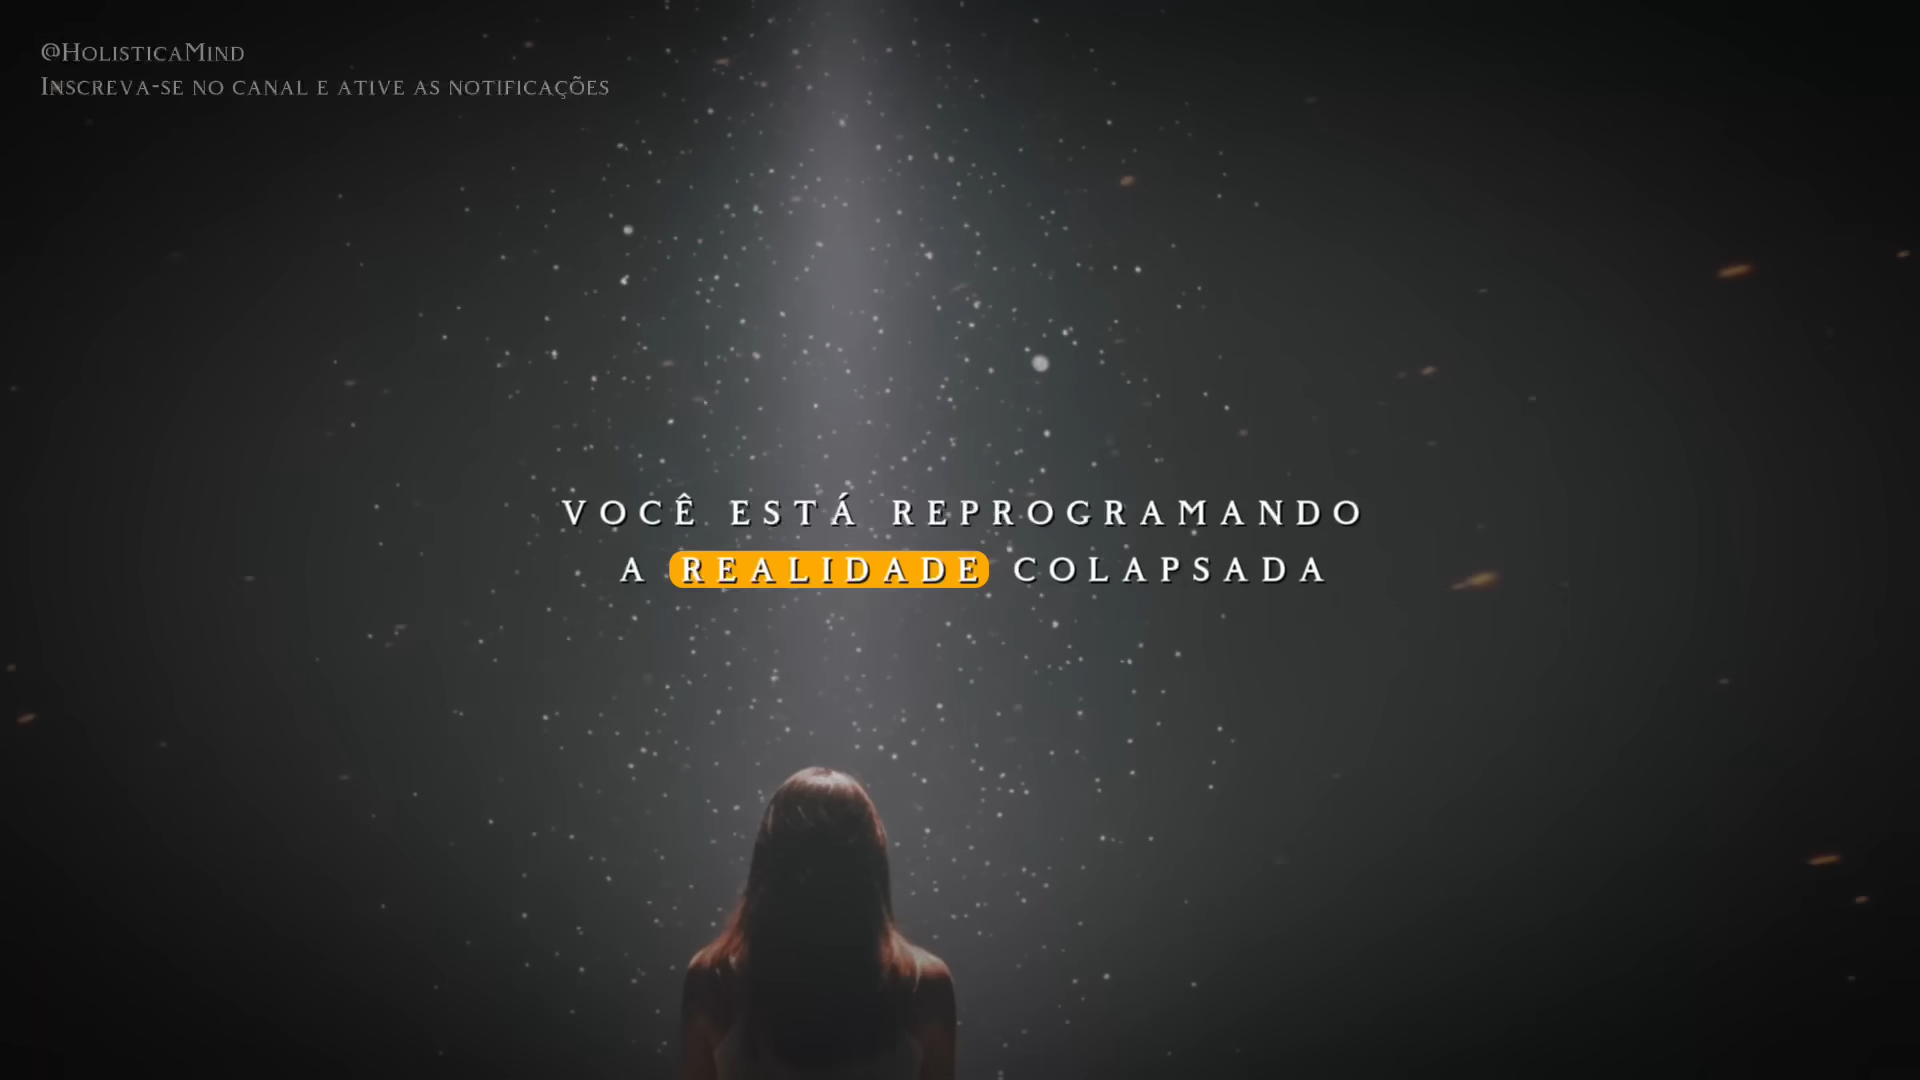 @HolisticaMind
Inscreva-se no canal e ative as notificações
VOCÊ ESTÁ REPROGRAMANDO
A REALIDADE COLAPSADA